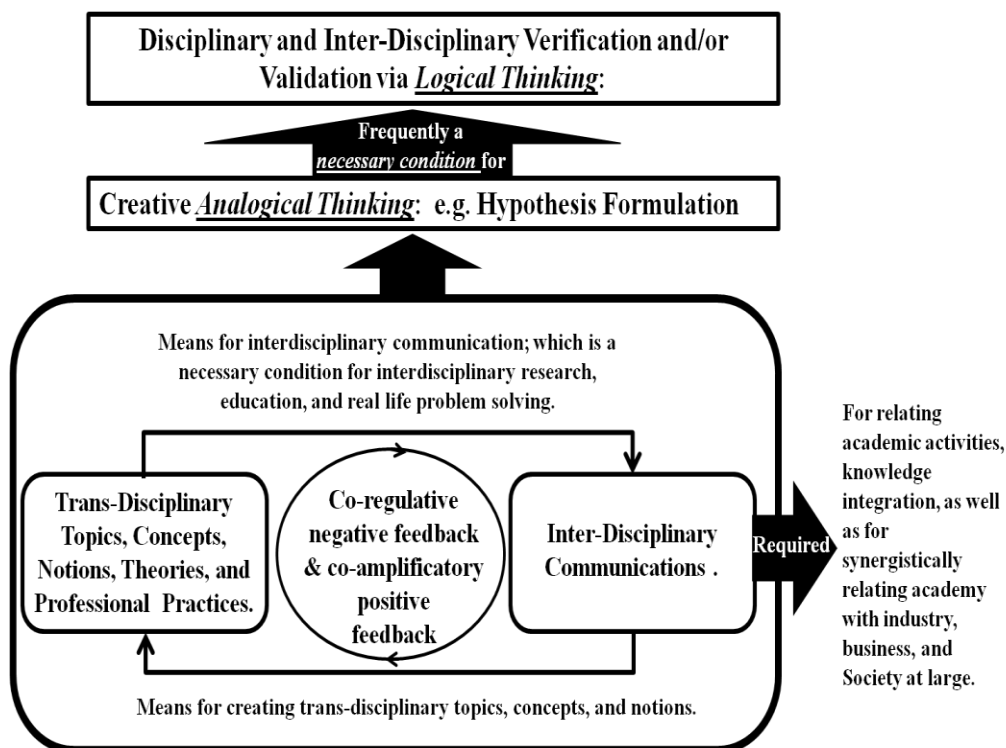 Disciplinary and Inter-Disciplinary Verification and/or
Validation via Logical Thinking:
Frequently a
necessary condition for
Creative Analogical Thinking: e.g. Hypothesis Formulation
Means for interdisciplinary communication; which is a
necessary condition for interdisciplinary research,
education, and real life problem solving.
Trans-Disciplinary
Topics, Concepts,
Notions, Theories, and
Professional Practices.
Co-regulative
negative feedback
& co-amplificatory
positive
feedback
Inter-Disciplinary
Communications .
Required
For relating
academic activities,
knowledge
integration, as well
as for
synergistically
relating academy
with industry,
business, and
Society at large.
Means for creating trans-disciplinary topics, concepts, and notions.